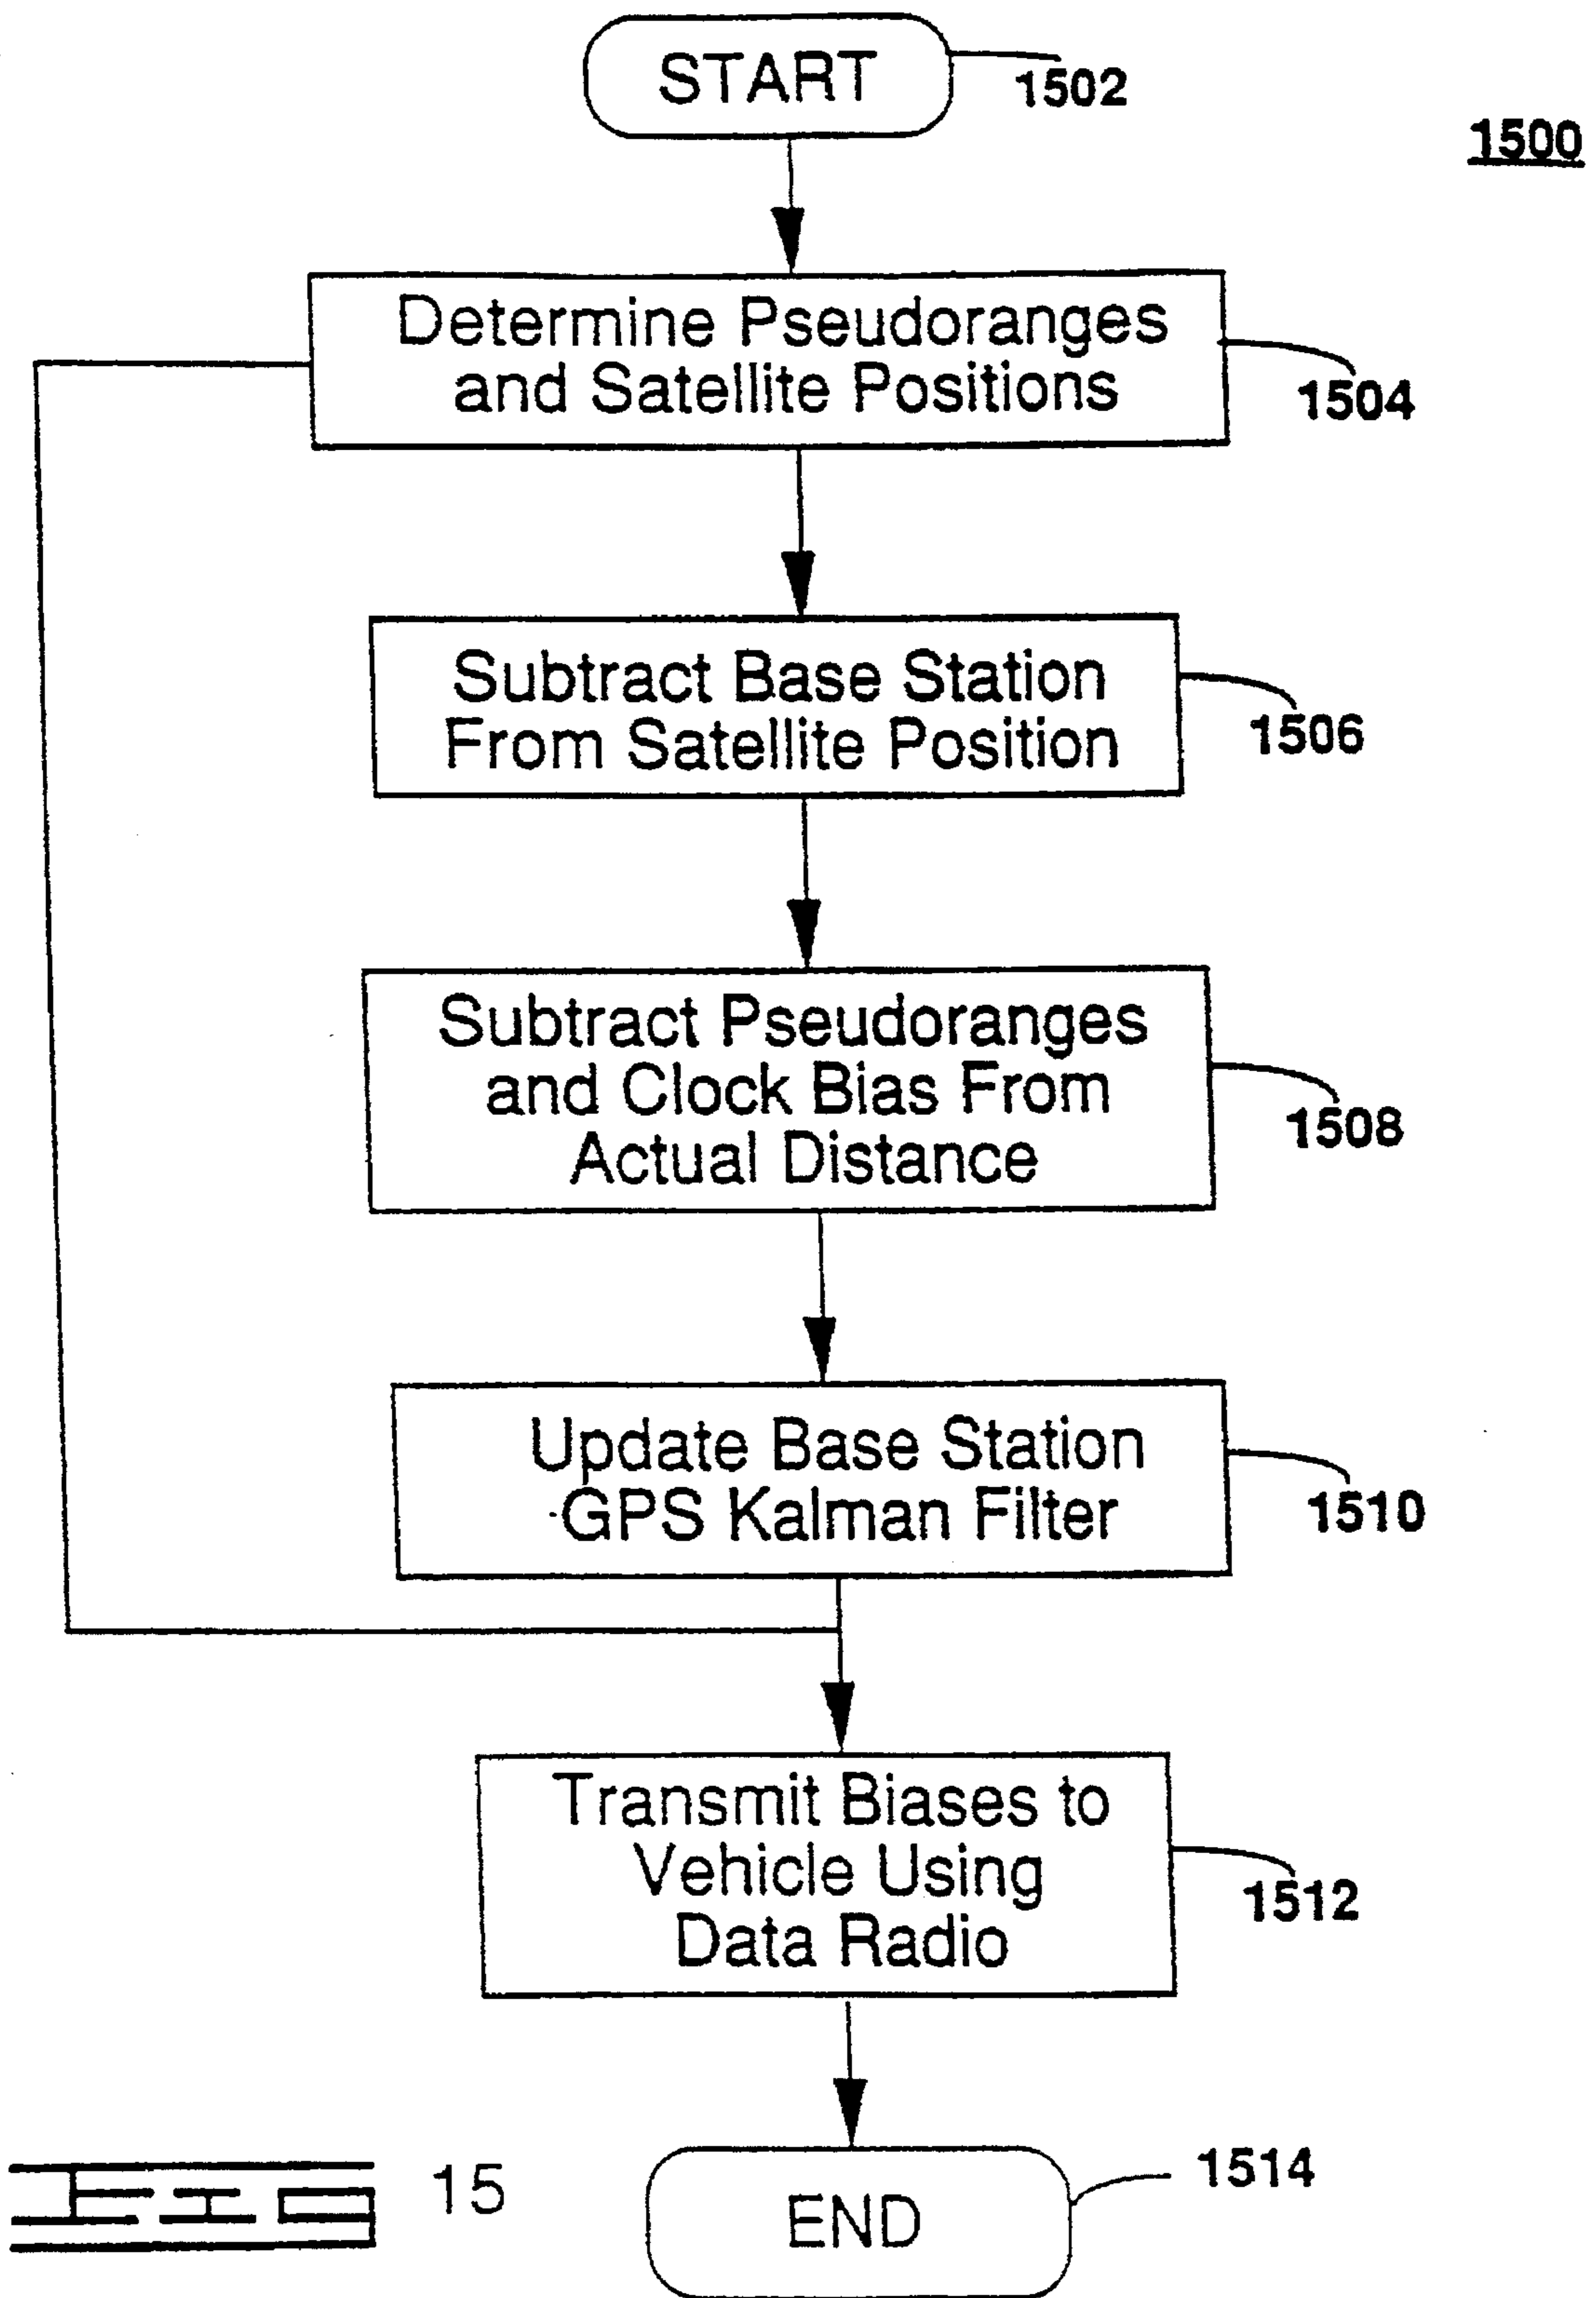 START
1502
1500
Determine Pseudoranges
and Satellite Positions
1504
Subtract Base Station
From Satellite Position
1506
Subtract Pseudoranges
and Clock Bias From
Actual Distance
1508
Update Base Station
GPS Kalman Filter
1510
Transmit Biases to
Vehicle Using
Data Radio
1512
END
1514
FIG 15